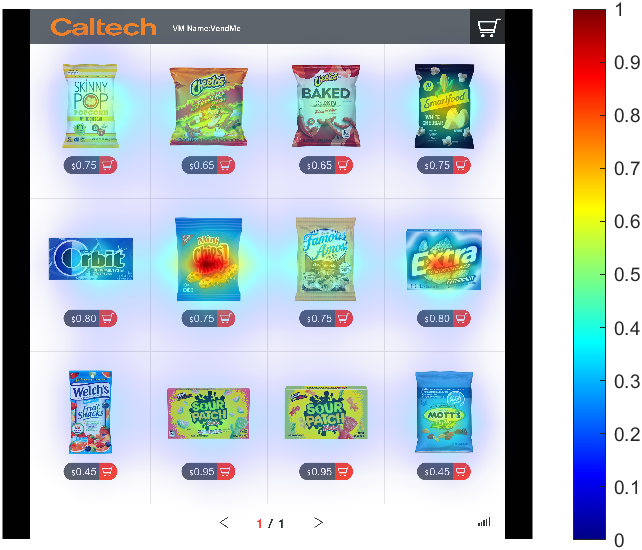 Caltech VM Name:VendMe
SKINNY
POP
POPCORN
Cheetos
Cheetos
BAKED
Smartfood
WHITE
CHEDDAR
$0.75 $0.65 $0.65 $0.75
Orbit
Mini
Famous
Amos
Extra
$0.80 $0.75 $0.75 $0.80
Welch's
Fruit
Snacks
SOUR
PATCH
SOUR
PATCH
MOTT'S
$0.45 $0.95 $0.95 $0.45
< 1 / 1 >
1
0.9
0.8
0.7
0.6
0.5
0.4
0.3
0.2
0.1
0